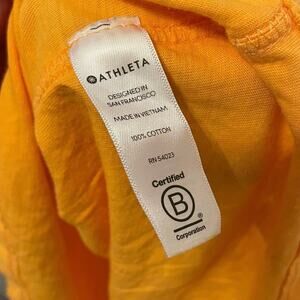 ATHLETA
DESIGNED IN
SAN FRANCISCO
MADE IN VIETNAM
100% COTTON
RN 54023
Certified
B
®
Corporation